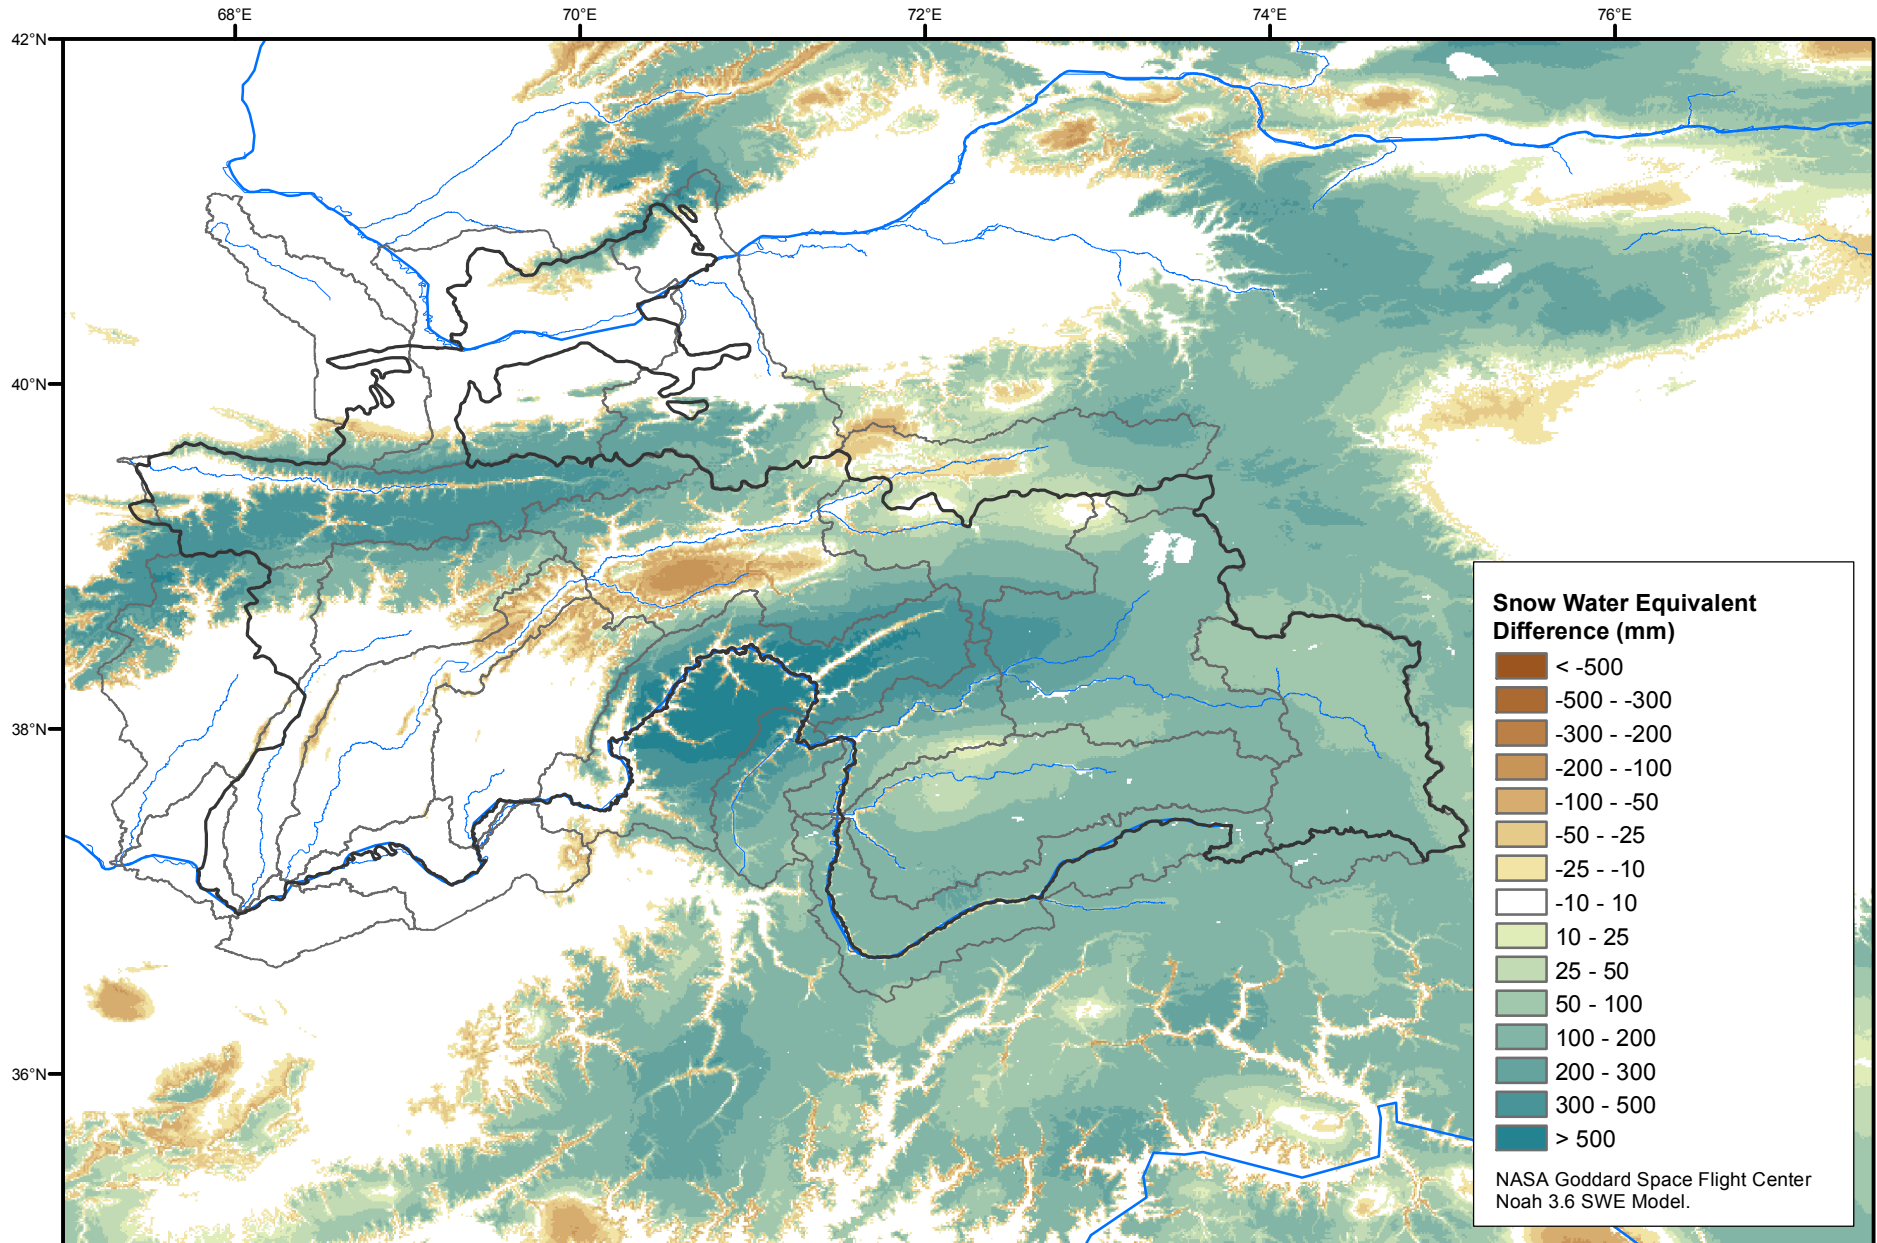 68°E 70°E 72°E 74°E 76°E
42°N
40°N
38°N
36°N
Snow Water Equivalent
Difference (mm)
< -500
-500 - -300
-300 - -200
-200 - -100
-100 - -50
-50 - -25
-25 - -10
-10 - 10
10 - 25
25 - 50
50 - 100
100 - 200
200 - 300
300 - 500
> 500
NASA Goddard Space Flight Center
Noah 3.6 SWE Model.